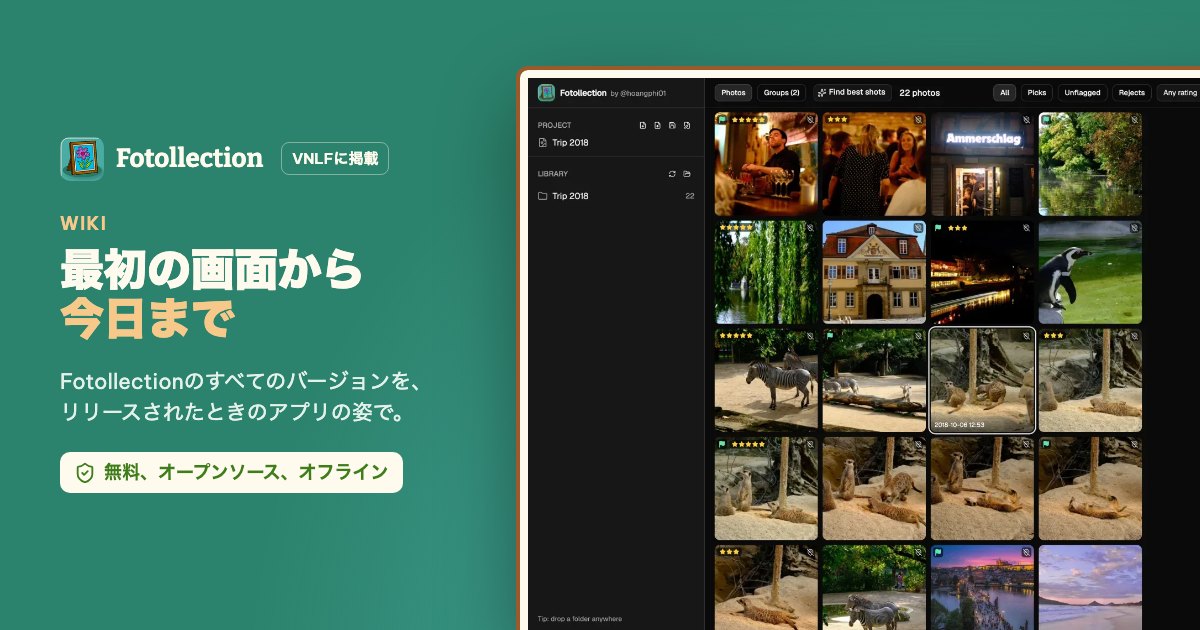 Fotollection
VNLFに掲載
WIKI
最初の画面から
今日まで
Fotollectionのすべてのバージョンを、
リリースされたときのアプリの姿で。
無料、オープンソース、オフライン
Fotollection by @hoangphi01
PROJECT
Trip 2018
LIBRARY
Trip 2018 22
Tip: drop a folder anywhere
Photos Groups (2) Find best shots 22 photos All Picks Unflagged Rejects Any rating
Ammerschlag
2018-10-06 12:53